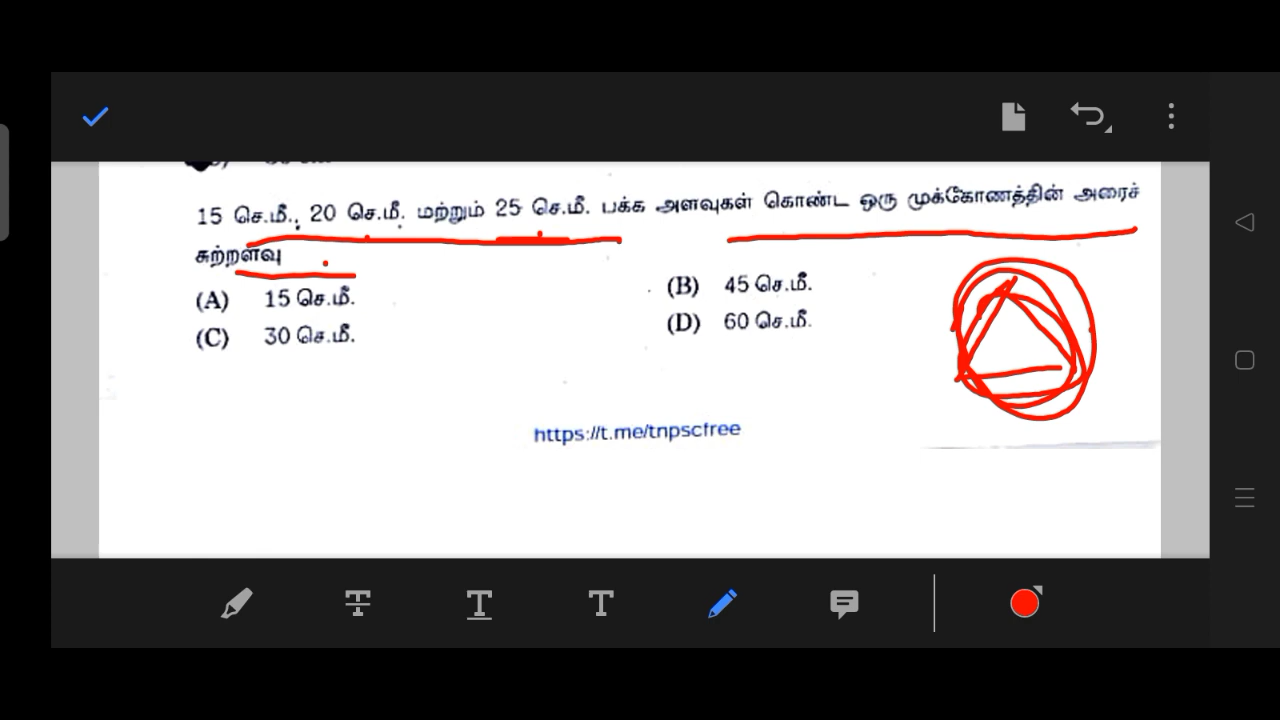 15 செ.மீ., 20 செ.மீ. மற்றும் 25 செ.மீ. பக்க அளவுகள் கொண்ட ஒரு முக்கோணத்தின் அரைச்
சுற்றளவு
(A) 15 செ.மீ.
(B) 45 செ.மீ.
(C) 30 செ.மீ.
(D) 60 செ.மீ.
https://t.me/tnpscfree